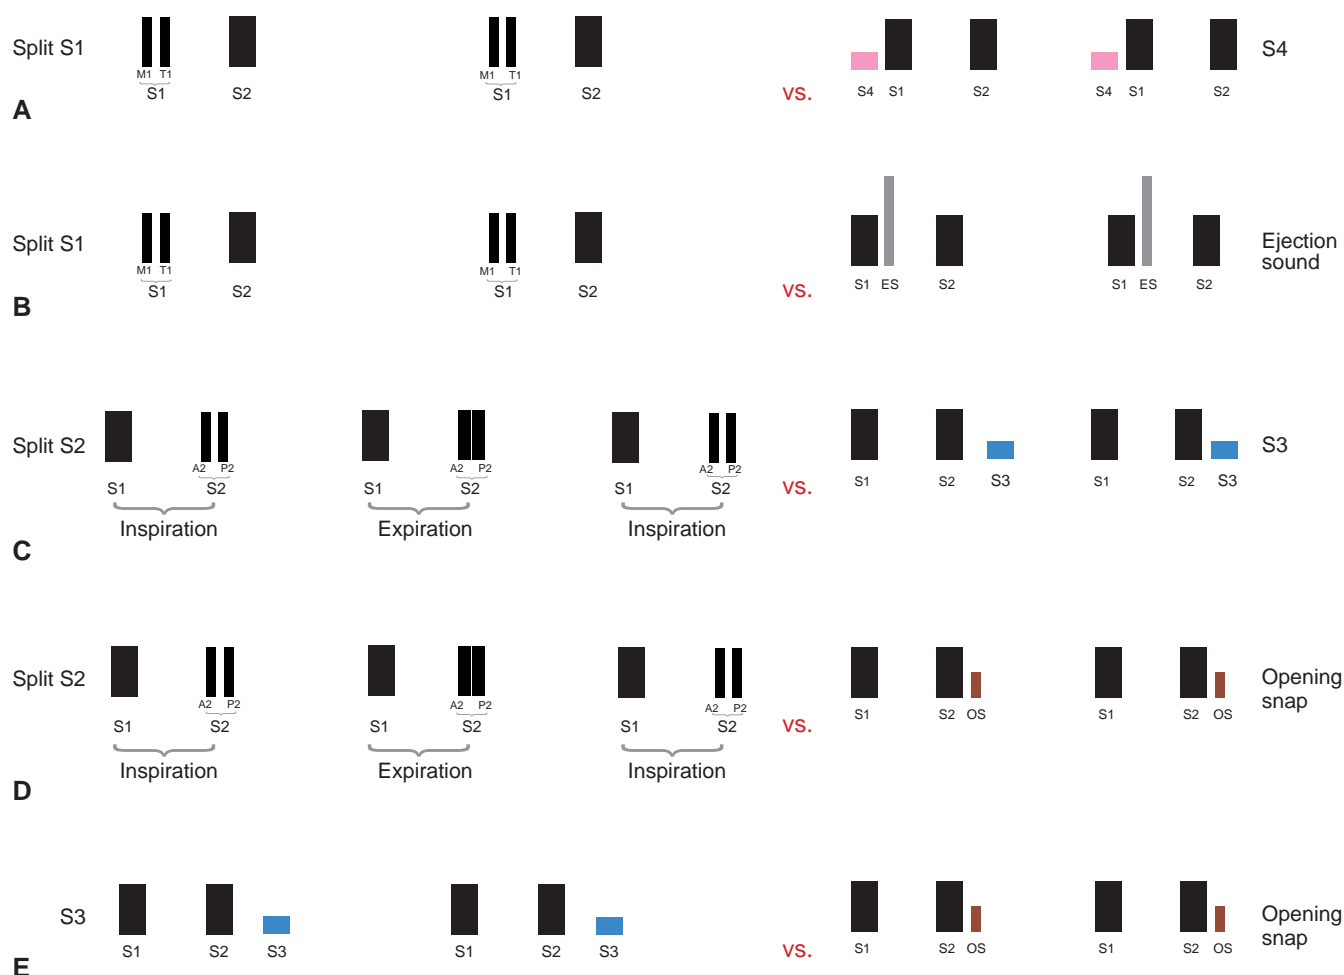 Split S1
M1 T1
S1
S2
M1 T1
S1
S2
vs.
S4 S1 S2
S4 S1 S2
S4
A
Split S1
M1 T1
S1
S2
M1 T1
S1
S2
vs.
S1 ES S2
S1 ES S2
Ejection
sound
B
Split S2
S1
A2 P2
S2
Inspiration
S1
A2 P2
S2
Expiration
S1
A2 P2
S2
Inspiration
vs.
S1 S2 S3
S1 S2 S3
S3
C
Split S2
S1
A2 P2
S2
Inspiration
S1
A2 P2
S2
Expiration
S1
A2 P2
S2
Inspiration
vs.
S1 S2 OS
S1 S2 OS
Opening
snap
D
S3
S1 S2 S3
S1 S2 S3
vs.
S1 S2 OS
S1 S2 OS
Opening
snap
E